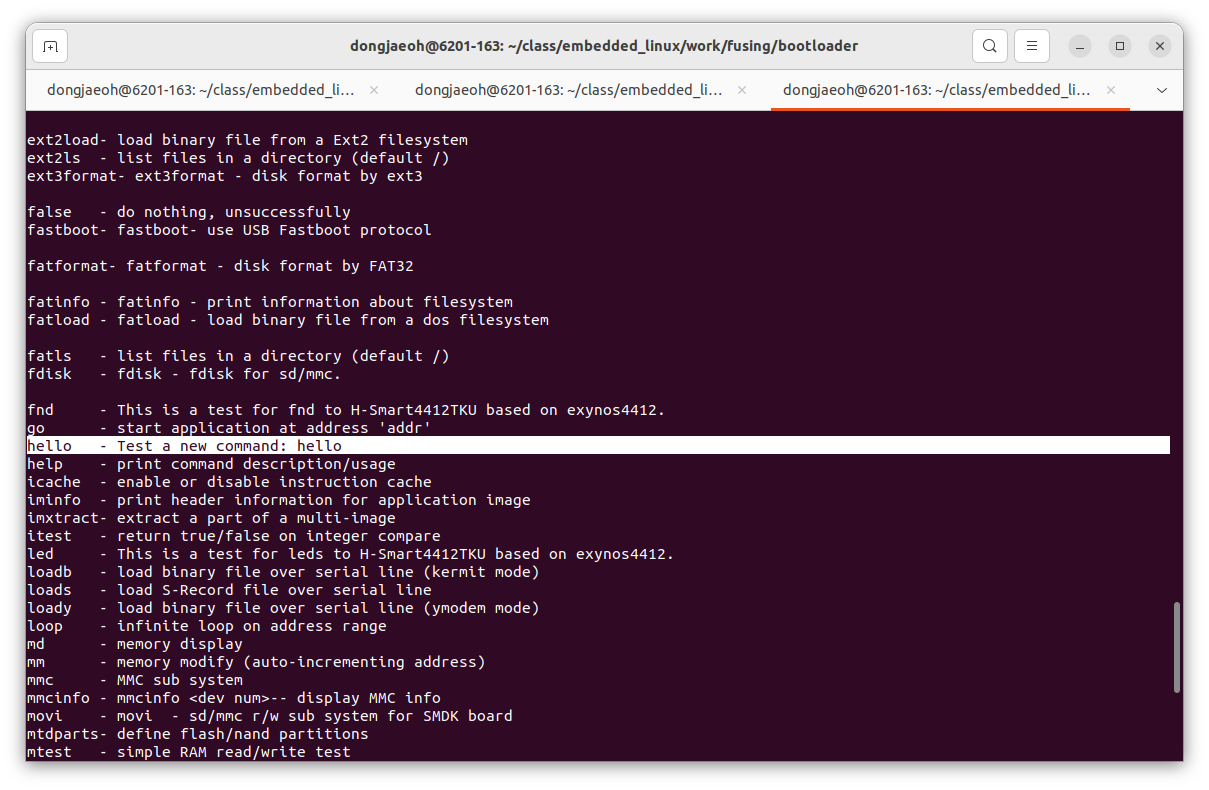 dongjaeoh@6201-163: ~/class/embedded_linux/work/fusing/bootloader
dongjaeoh@6201-163: ~/class/embedded_li...
dongjaeoh@6201-163: ~/class/embedded_li...
dongjaeoh@6201-163: ~/class/embedded_li...
ext2load- load binary file from a Ext2 filesystem
ext2ls  - list files in a directory (default /)
ext3format- ext3format - disk format by ext3
false   - do nothing, unsuccessfully
fastboot- fastboot- use USB Fastboot protocol
fatformat- fatformat - disk format by FAT32
fatinfo - fatinfo - print information about filesystem
fatload - fatload - load binary file from a dos filesystem
fatls   - list files in a directory (default /)
fdisk   - fdisk - fdisk for sd/mmc.
fnd     - This is a test for fnd to H-Smart4412TKU based on exynos4412.
go      - start application at address 'addr'
hello   - Test a new command: hello
help    - print command description/usage
icache  - enable or disable instruction cache
iminfo  - print header information for application image
imxtract- extract a part of a multi-image
itest   - return true/false on integer compare
led     - This is a test for leds to H-Smart4412TKU based on exynos4412.
loadb   - load binary file over serial line (kermit mode)
loads   - load S-Record file over serial line
loady   - load binary file over serial line (ymodem mode)
loop    - infinite loop on address range
md      - memory display
mm      - memory modify (auto-incrementing address)
mmc     - MMC sub system
mmcinfo - mmcinfo <dev num>-- display MMC info
movi    - movi  - sd/mmc r/w sub system for SMDK board
mtdparts- define flash/nand partitions
mtest   - simple RAM read/write test